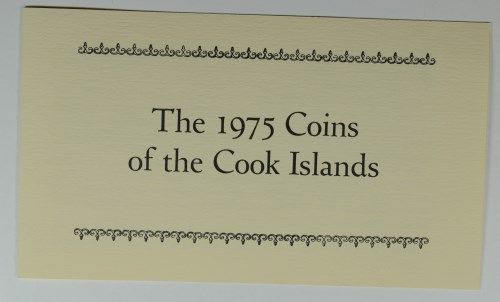 The 1975 Coins
of the Cook Islands